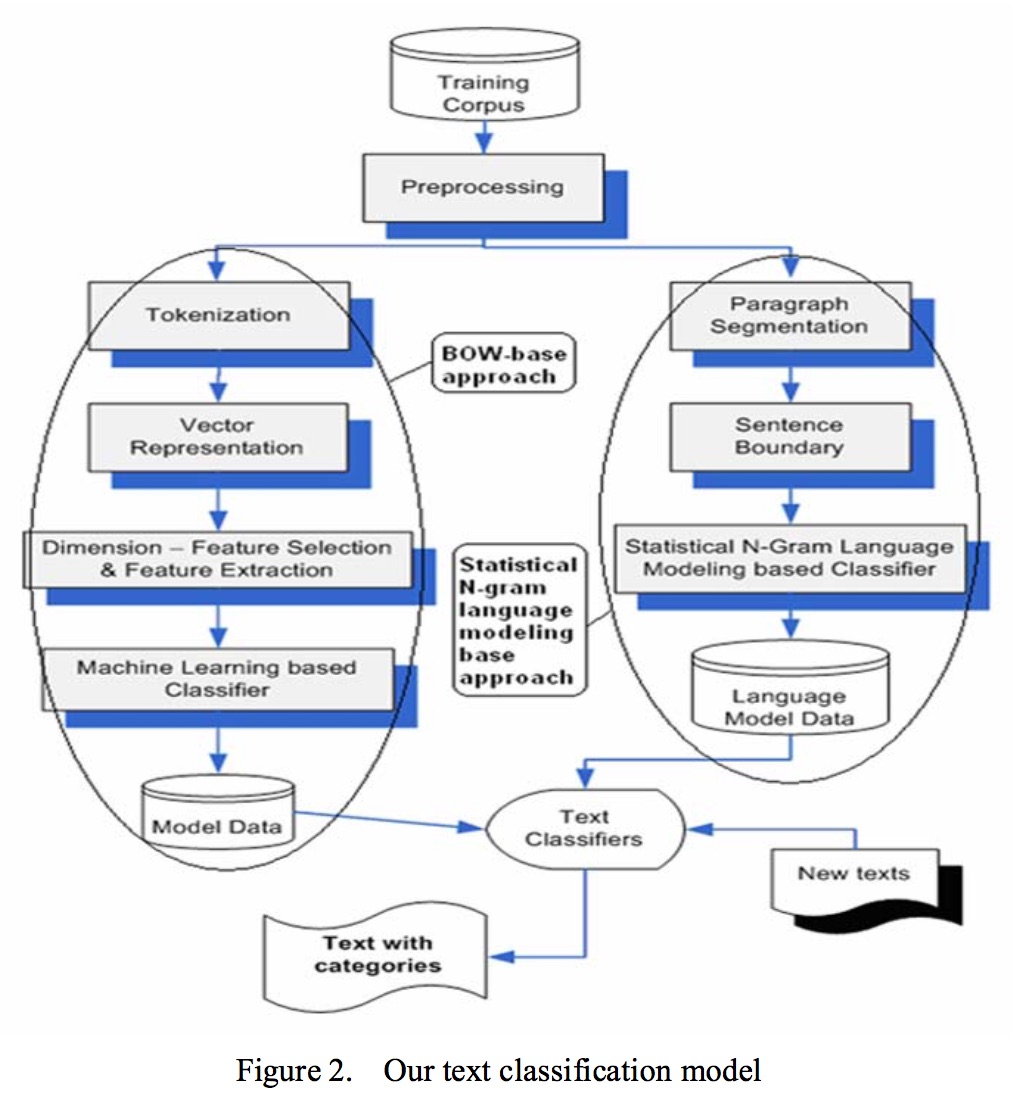 Training
Corpus
Preprocessing
Tokenization
Paragraph
Segmentation
BOW-base
approach
Vector
Representation
Sentence
Boundary
Dimension – Feature Selection
& Feature Extraction
Statistical N-Gram Language
Modeling based Classifier
Statistical
N-gram
language
modeling
base
approach
Machine Learning based
Classifier
Language
Model Data
Model Data
Text
Classifiers
New texts
Text with
categories
Figure 2. Our text classification model